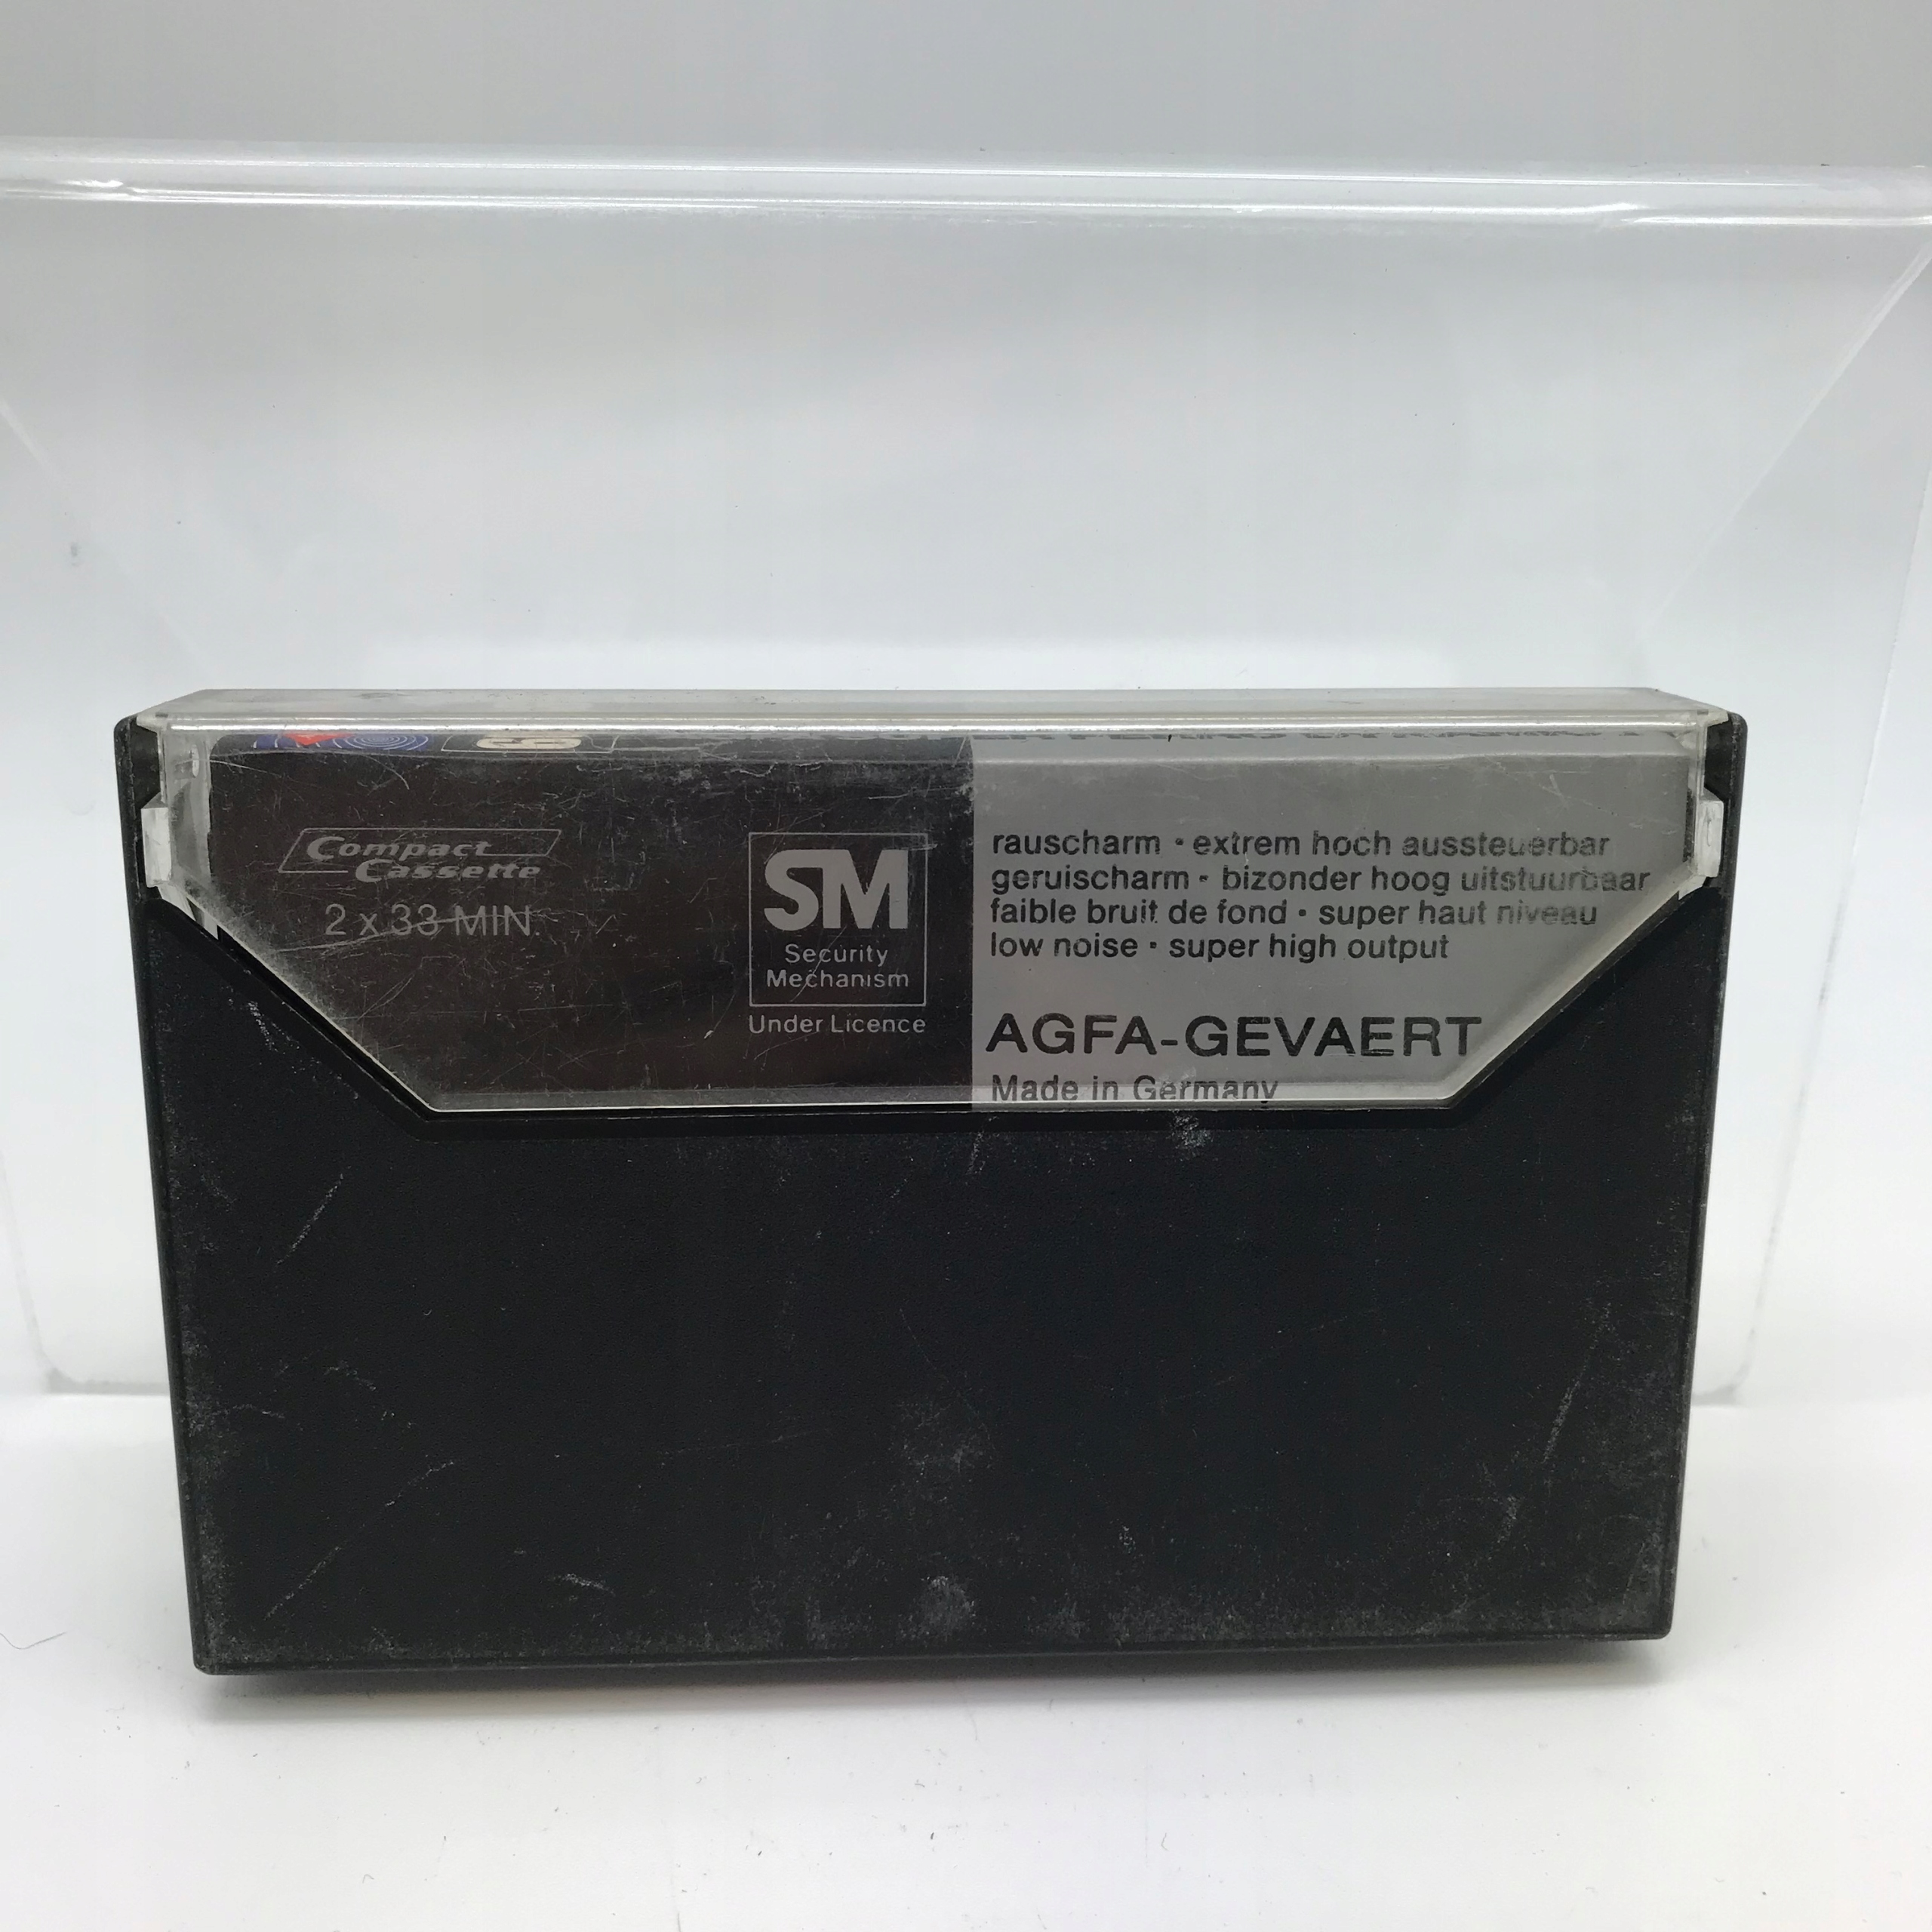 Compact
Cassette
2 x 33 MIN.
SM
Security
Mechanism
Under Licence
rauscharm · extrem hoch aussteuerbar
geruischarm · bizonder hoog uitstuurbaar
faible bruit de fond · super haut niveau
low noise · super high output
AGFA-GEVAERT
Made in Germany